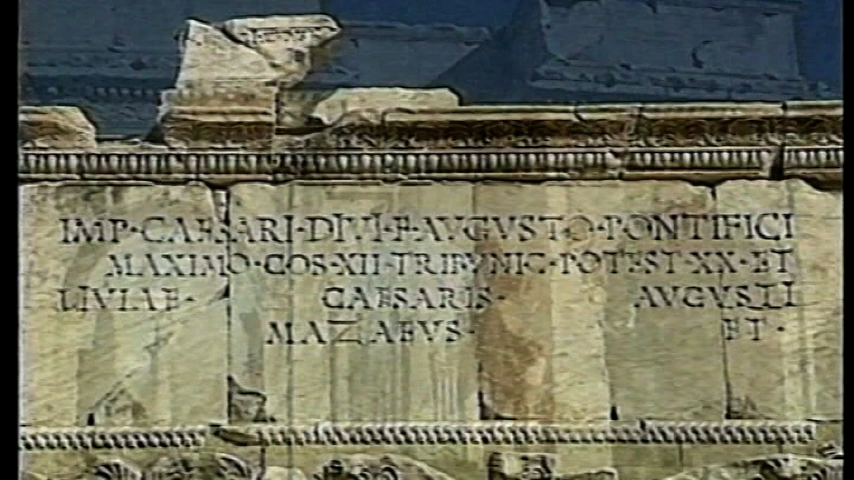 IMP·CAESARI·DIVI·F·AVGVSTO·PONTIFICI
MAXIMO·COS·XII·TRIBVNIC·POTEST·XX·ET
LIVIAE· CAESARIS· AVGVSTI
MAZAEVS· ET·